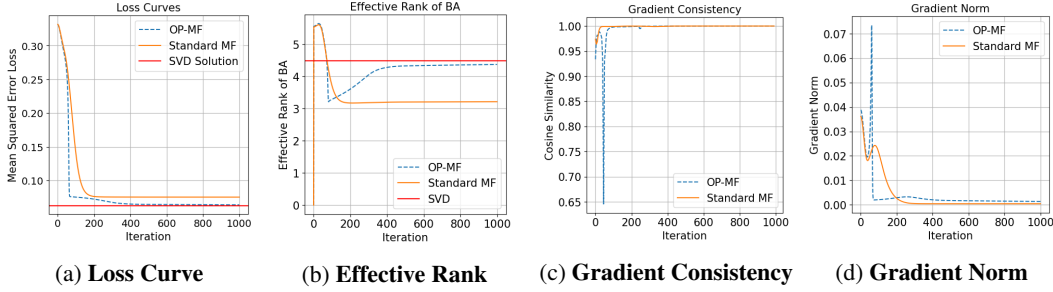 Loss Curves
Mean Squared Error Loss
0.30
0.25
0.20
0.15
0.10
OP-MF
Standard MF
SVD Solution
0
200
400
600
800
1000
Iteration
(a) Loss Curve
Effective Rank of BA
Effective Rank of BA
5
4
3
2
1
0
OP-MF
Standard MF
SVD
0
200
400
600
800
1000
Iteration
(b) Effective Rank
Gradient Consistency
Cosine Similarity
1.00
0.95
0.90
0.85
0.80
0.75
0.70
0.65
OP-MF
Standard MF
0
200
400
600
800
1000
Iteration
(c) Gradient Consistency
Gradient Norm
Gradient Norm
0.07
0.06
0.05
0.04
0.03
0.02
0.01
0.00
OP-MF
Standard MF
0
200
400
600
800
1000
Iteration
(d) Gradient Norm